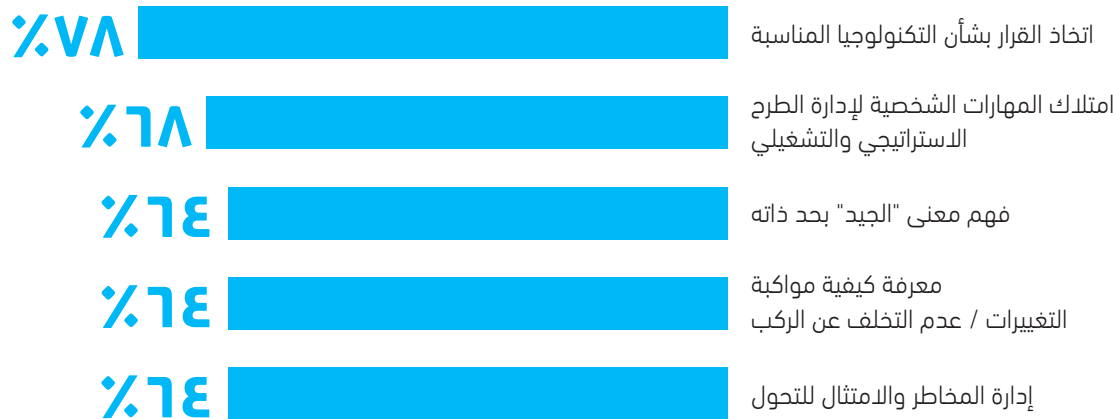 اتخاذ القرار بشأن التكنولوجيا المناسبة
٧٨٪
امتلاك المهارات الشخصية لإدارة الطرح
الاستراتيجي والتشغيلي
٦٨٪
فهم معنى "الجيد" بحد ذاته
٦٤٪
معرفة كيفية مواكبة
التغييرات / عدم التخلف عن الركب
٦٤٪
إدارة المخاطر والامتثال للتحول
٦٤٪